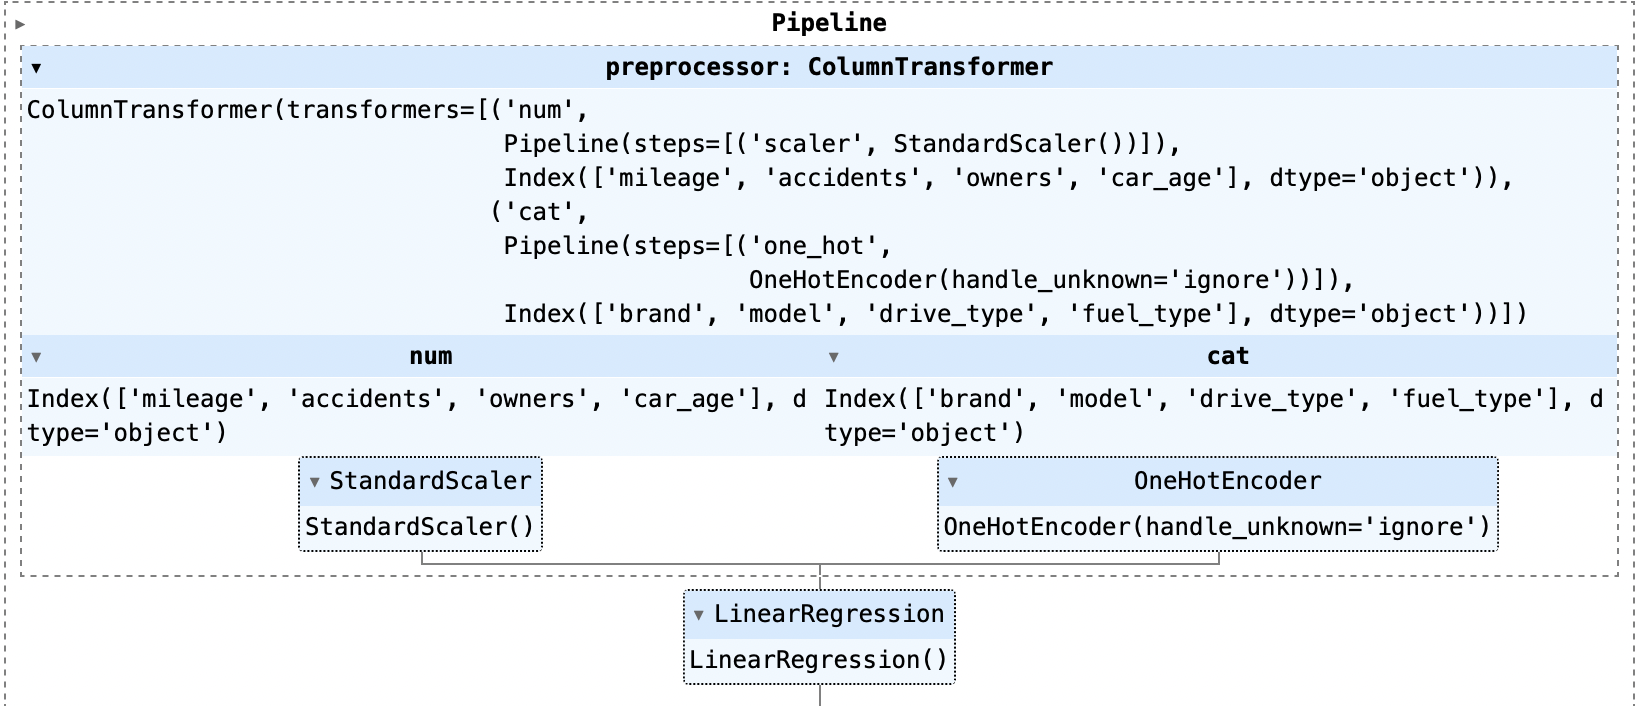 Pipeline
preprocessor: ColumnTransformer
ColumnTransformer(transformers=[('num',
                                 Pipeline(steps=[('scaler', StandardScaler())]),
                                 Index(['mileage', 'accidents', 'owners', 'car_age'], dtype='object')),
                                ('cat',
                                 Pipeline(steps=[('one_hot',
                                                  OneHotEncoder(handle_unknown='ignore'))]),
                                 Index(['brand', 'model', 'drive_type', 'fuel_type'], dtype='object'))])
num
Index(['mileage', 'accidents', 'owners', 'car_age'], d
type='object')
StandardScaler
StandardScaler()
cat
Index(['brand', 'model', 'drive_type', 'fuel_type'], d
type='object')
OneHotEncoder
OneHotEncoder(handle_unknown='ignore')
LinearRegression
LinearRegression()